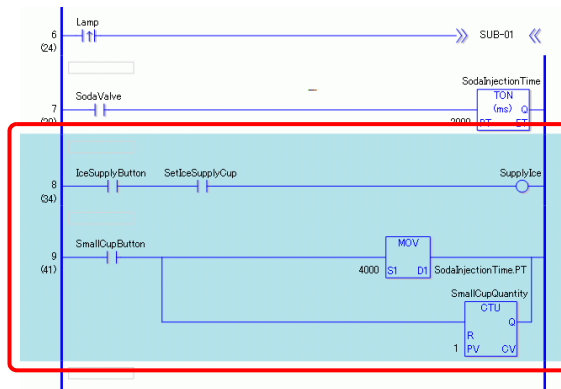 Lamp
6
(24)
SUB-01
SodaInjectionTime
SodaValve
TON
7
(ms) Q
2000 PT ET
IceSupplyButton SetIceSupplyCup SupplyIce
8
(34)
SmallCupButton
MOV
9
(41)
4000 S1 D1 SodaInjectionTime.PT
SmallCupQuantity
CTU
Q
R
1 PV CV